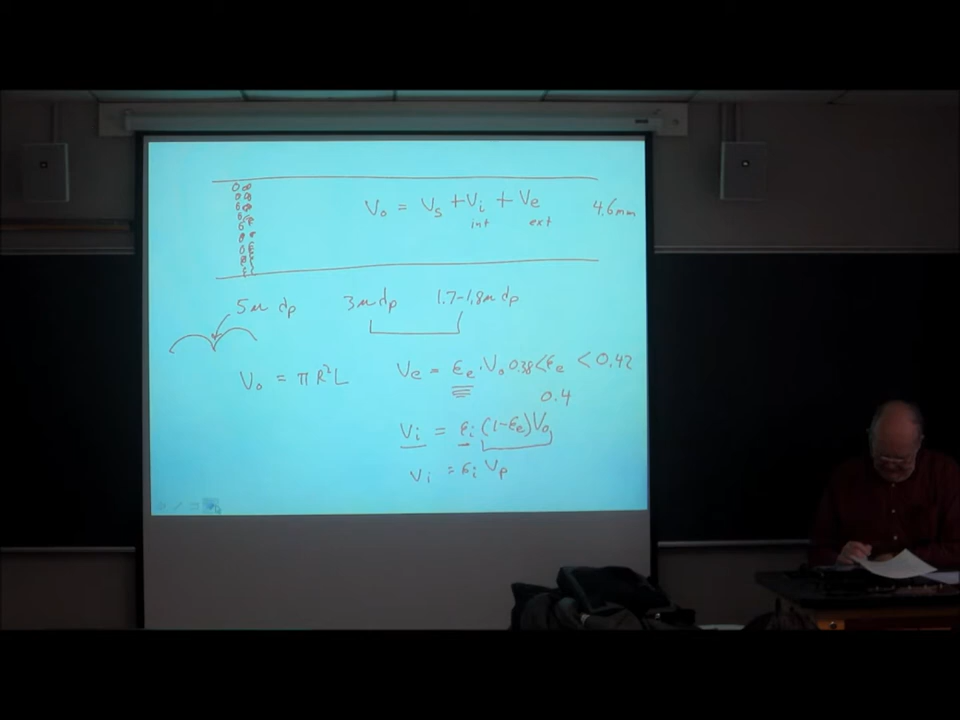 V₀ = Vₛ + Vᵢ + Vₑ 4.6mm
int ext
5μ dₚ 3μ dₚ 1.7-1.8μ dₚ
V₀ = πR²L
Vₑ = εₑ·V₀ 0.38<εₑ < 0.42
0.4
Vᵢ = εᵢ (1-εₑ)V₀
Vᵢ = εᵢ Vₚ